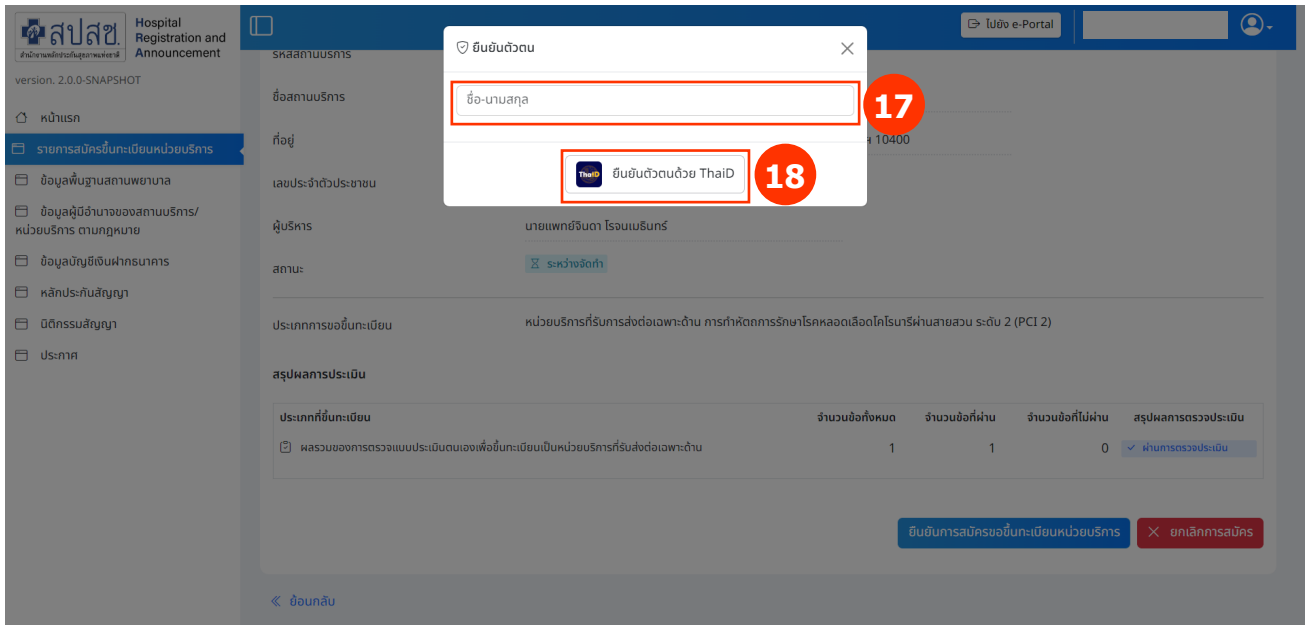 สปสช.
สำนักงานหลักประกันสุขภาพแห่งชาติ
Hospital
Registration and
Announcement
version. 2.0.0-SNAPSHOT
หน้าแรก
รายการสมัครขึ้นทะเบียนหน่วยบริการ
ข้อมูลพื้นฐานสถานพยาบาล
ข้อมูลผู้มีอำนาจของสถานบริการ/
หน่วยบริการ ตามกฎหมาย
ข้อมูลบัญชีเงินฝากธนาคาร
หลักประกันสัญญา
นิติกรรมสัญญา
ประกาศ
ไปยัง e-Portal
ยืนยันตัวตน
ชื่อ-นามสกุล
17
ThaID ยืนยันตัวตนด้วย ThaiD
18
รหัสสถานบริการ
ชื่อสถานบริการ
ที่อยู่ 10400
เลขประจำตัวประชาชน
ผู้บริหาร นายแพทย์จินดา โรจนเมธินทร์
สถานะ ระหว่างจัดทำ
ประเภทการขอขึ้นทะเบียน หน่วยบริการที่รับการส่งต่อเฉพาะด้าน การทำหัตถการรักษาโรคหลอดเลือดโคโรนารีผ่านสายสวน ระดับ 2 (PCI 2)
สรุปผลการประเมิน
ประเภทที่ขึ้นทะเบียน จำนวนข้อทั้งหมด จำนวนข้อที่ผ่าน จำนวนข้อที่ไม่ผ่าน สรุปผลการตรวจประเมิน
ผลรวมของการตรวจแบบประเมินตนเองเพื่อขึ้นทะเบียนเป็นหน่วยบริการที่รับส่งต่อเฉพาะด้าน 1 1 0 ผ่านการตรวจประเมิน
ยืนยันการสมัครขอขึ้นทะเบียนหน่วยบริการ ยกเลิกการสมัคร
ย้อนกลับ